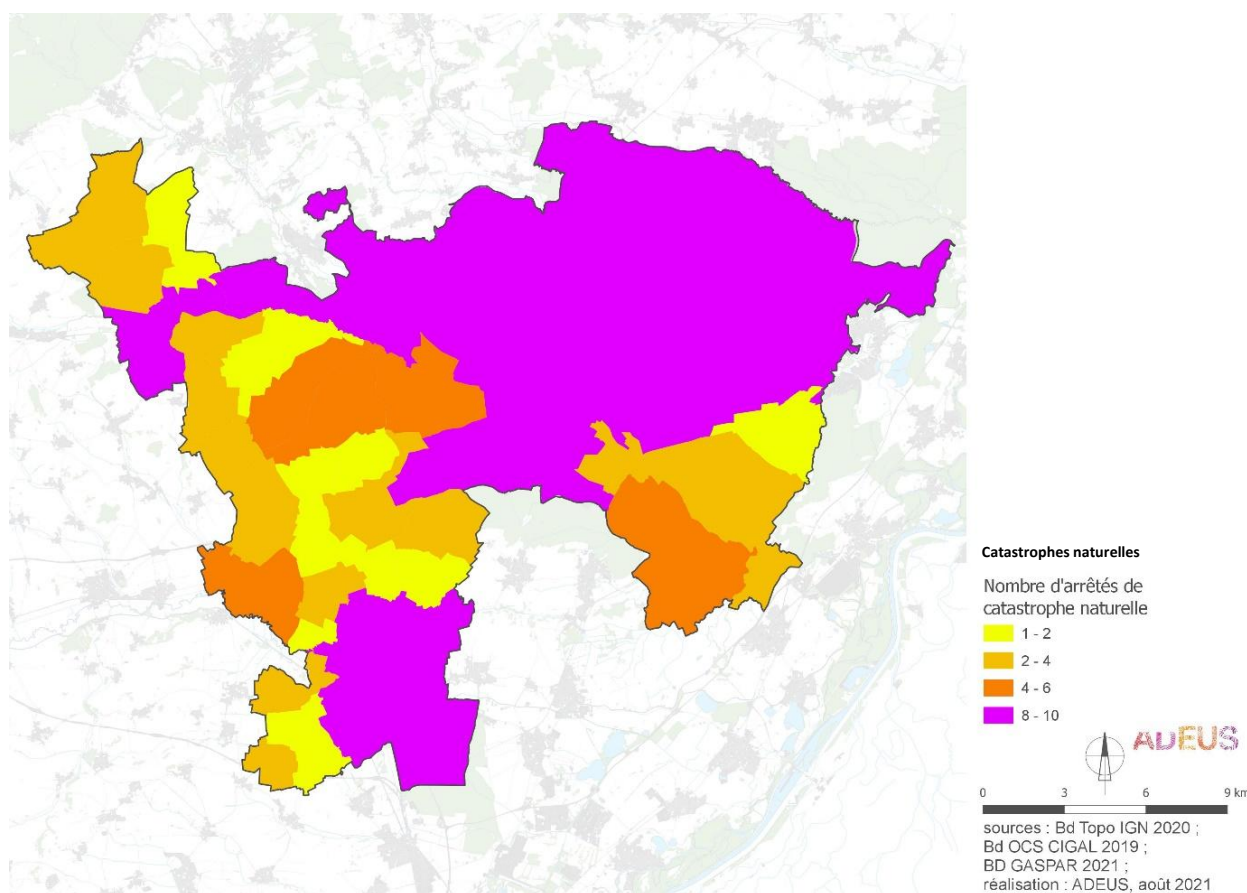 Catastrophes naturelles
Nombre d'arrêtés de
catastrophe naturelle
1 - 2
2 - 4
4 - 6
8 - 10
ADEUS
0 3 6 9 km
sources : Bd Topo IGN 2020 ;
Bd OCS CIGAL 2019 ;
BD GASPAR 2021 ;
réalisation : ADEUS, août 2021